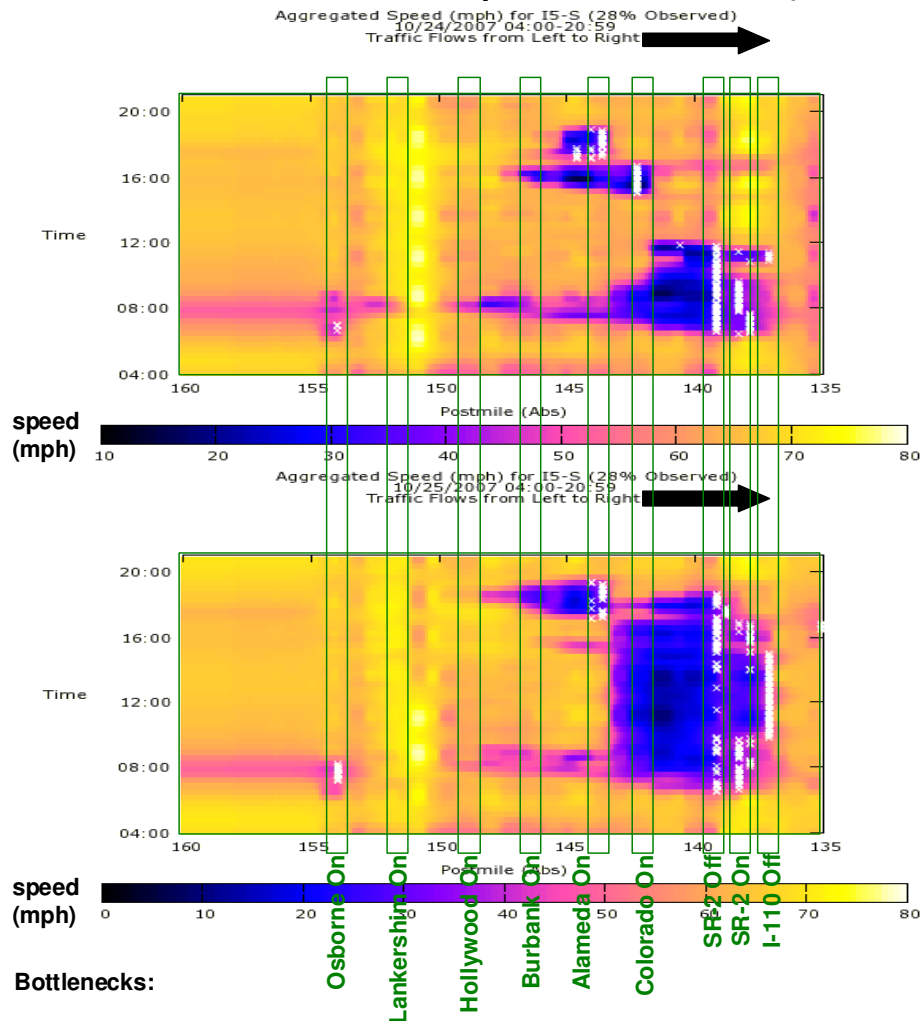 Aggregated Speed (mph) for I5-S (28% Observed)
10/24/2007 04:00-20:59
Traffic Flows from Left to Right
20:00
16:00
Time
12:00
08:00
04:00
160 155 150 145 140 135
Postmile (Abs)
speed
(mph)
10 20 30 40 50 60 70 80
Aggregated Speed (mph) for I5-S (28% Observed)
10/25/2007 04:00-20:59
Traffic Flows from Left to Right
20:00
16:00
Time
12:00
08:00
04:00
160 155 150 145 140 135
Postmile (Abs)
speed
(mph)
0 10 20 30 40 50 60 70 80
Bottlenecks:
Osborne On
Lankershim On
Hollywood On
Burbank On
Alameda On
Colorado On
SR-2 Off
SR-2 On
I-110 Off